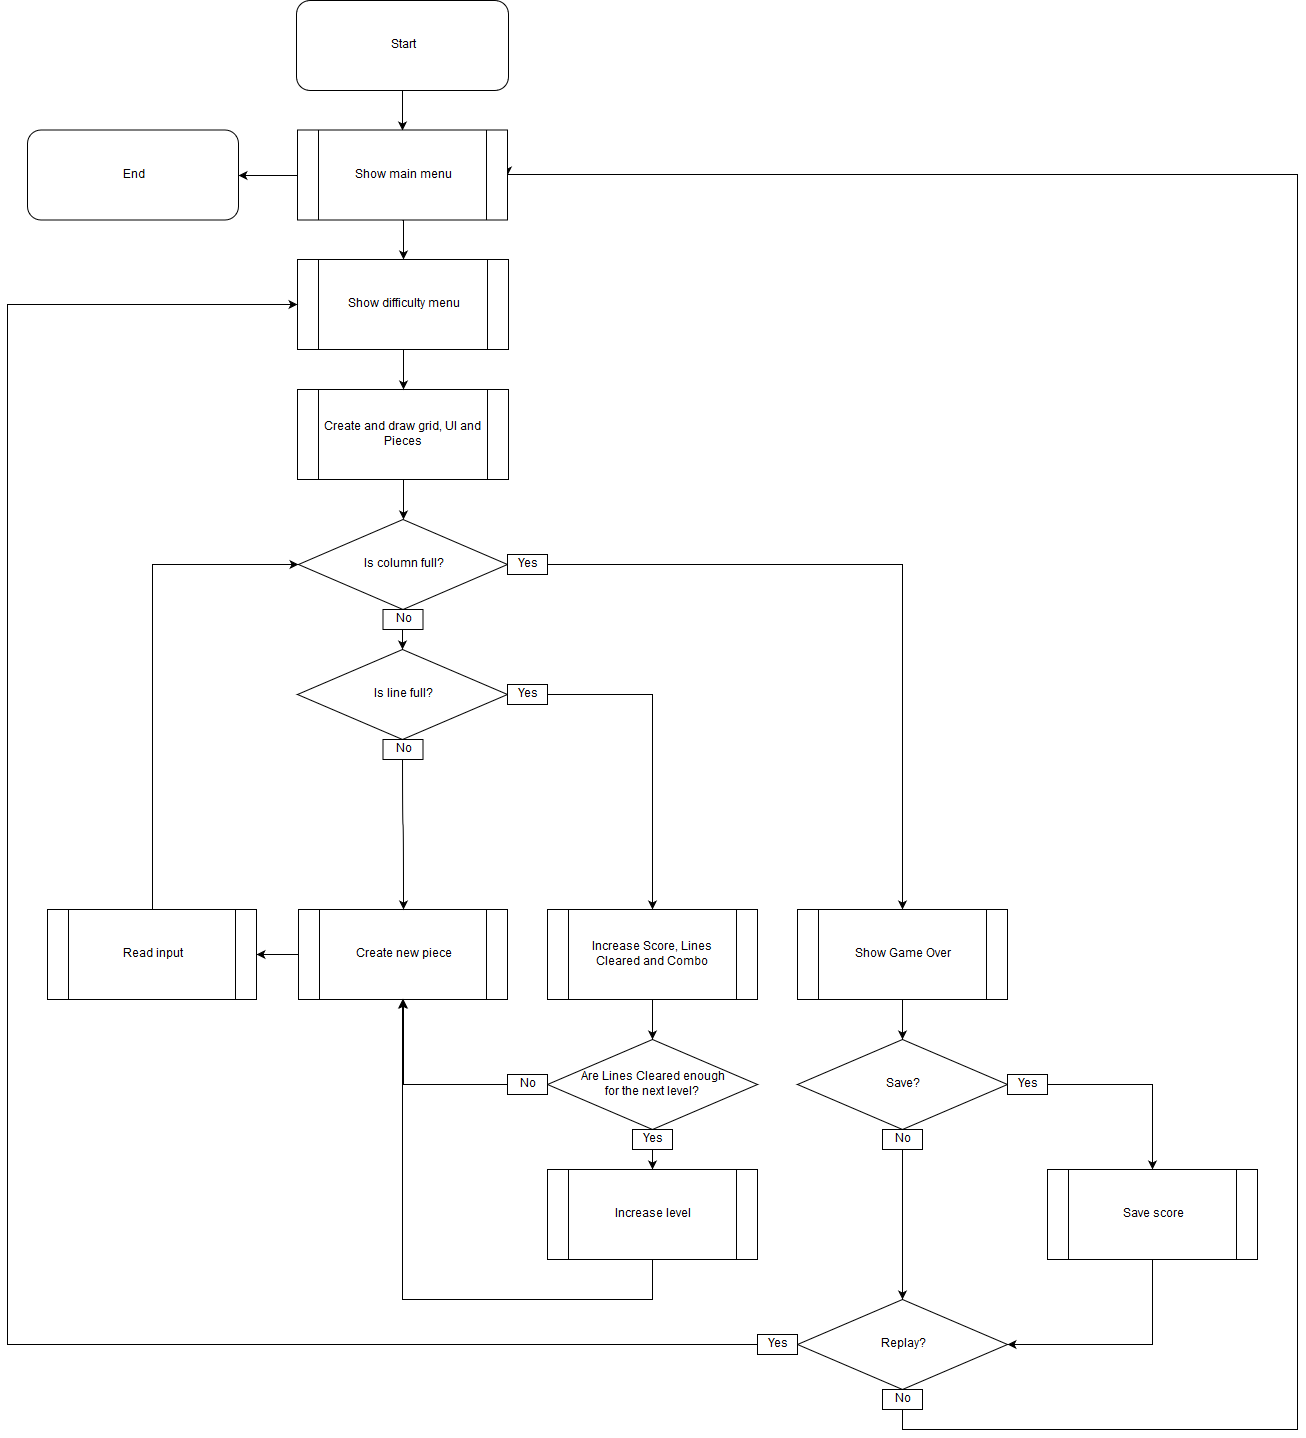 Start
End
Show main menu
Show difficulty menu
Create and draw grid, UI and
Pieces
Is column full?
Yes
No
Is line full?
Yes
No
Read input
Create new piece
Increase Score, Lines
Cleared and Combo
Show Game Over
No
Are Lines Cleared enough
for the next level?
Yes
Save?
Yes
No
Increase level
Save score
Yes
Replay?
No